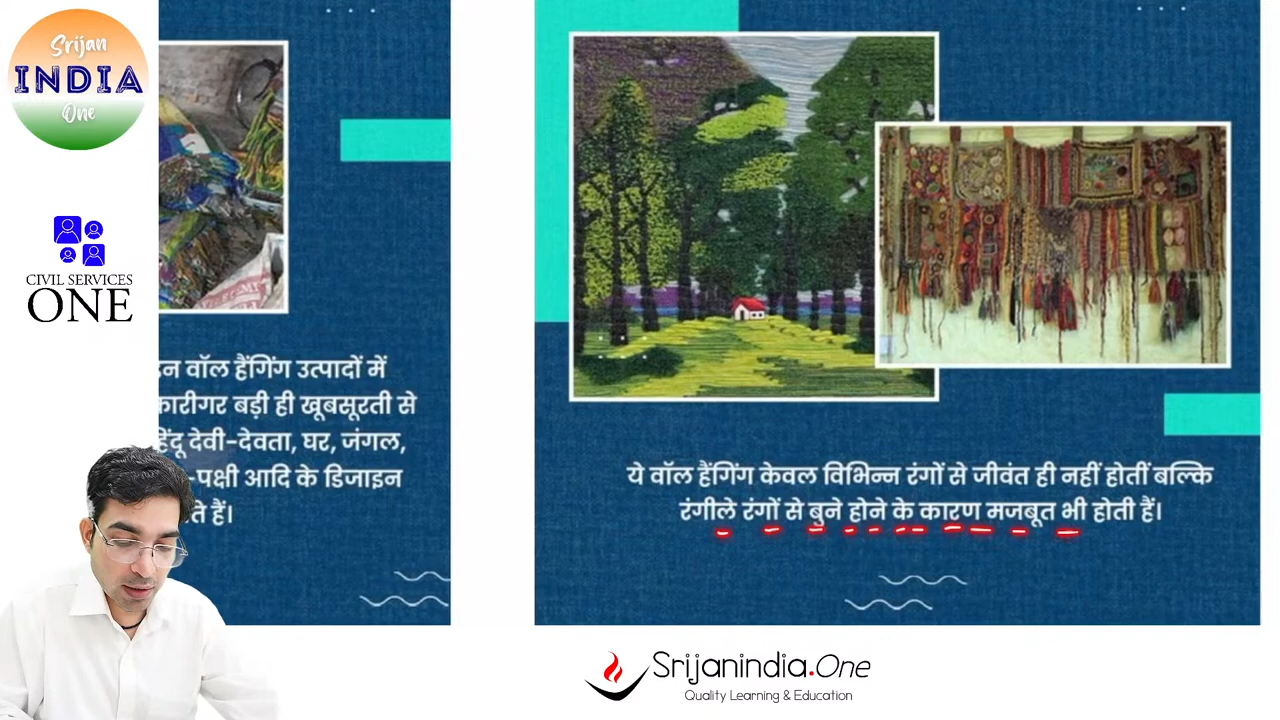 Srijan
INDIA
One
CIVIL SERVICES
ONE
वॉल हैंगिंग उत्पादों में
कारीगर बड़ी ही खूबसूरती से
हिंदू देवी-देवता, घर, जंगल,
-पक्षी आदि के डिजाइन
हैं।
ये वॉल हैंगिंग केवल विभिन्न रंगों से जीवंत ही नहीं होतीं बल्कि
रंगीले रंगों से बुने होने के कारण मजबूत भी होती हैं।
Srijanindia.One
Quality Learning & Education